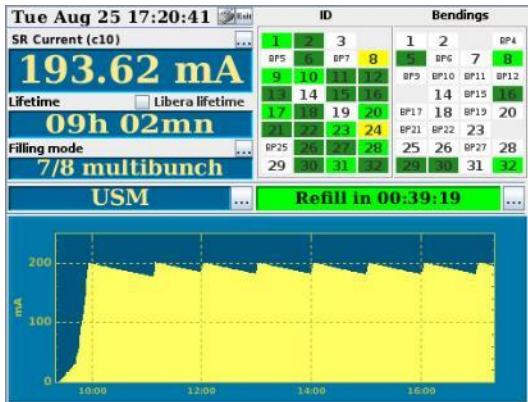 Tue Aug 25 17:20:41 Exit
SR Current (c10) ...
193.62 mA
Lifetime Libera lifetime
09h 02mn
Filling mode ...
7/8 multibunch
ID Bendings
1 2 3 1 2 BP4
BP5 6 BP7 8 5 BP6 7 8
9 10 11 12 BP9 BP10 BP11 BP12
13 14 15 16 14 BP15 16
17 18 19 20 BP17 18 BP19 20
21 22 23 24 BP21 BP22 23
BP25 26 27 28 25 26 BP27 28
29 30 31 32 29 30 31 32
USM ... Refill in 00:39:19 ...
200
100
0
mA
10:00 12:00 14:00 16:00